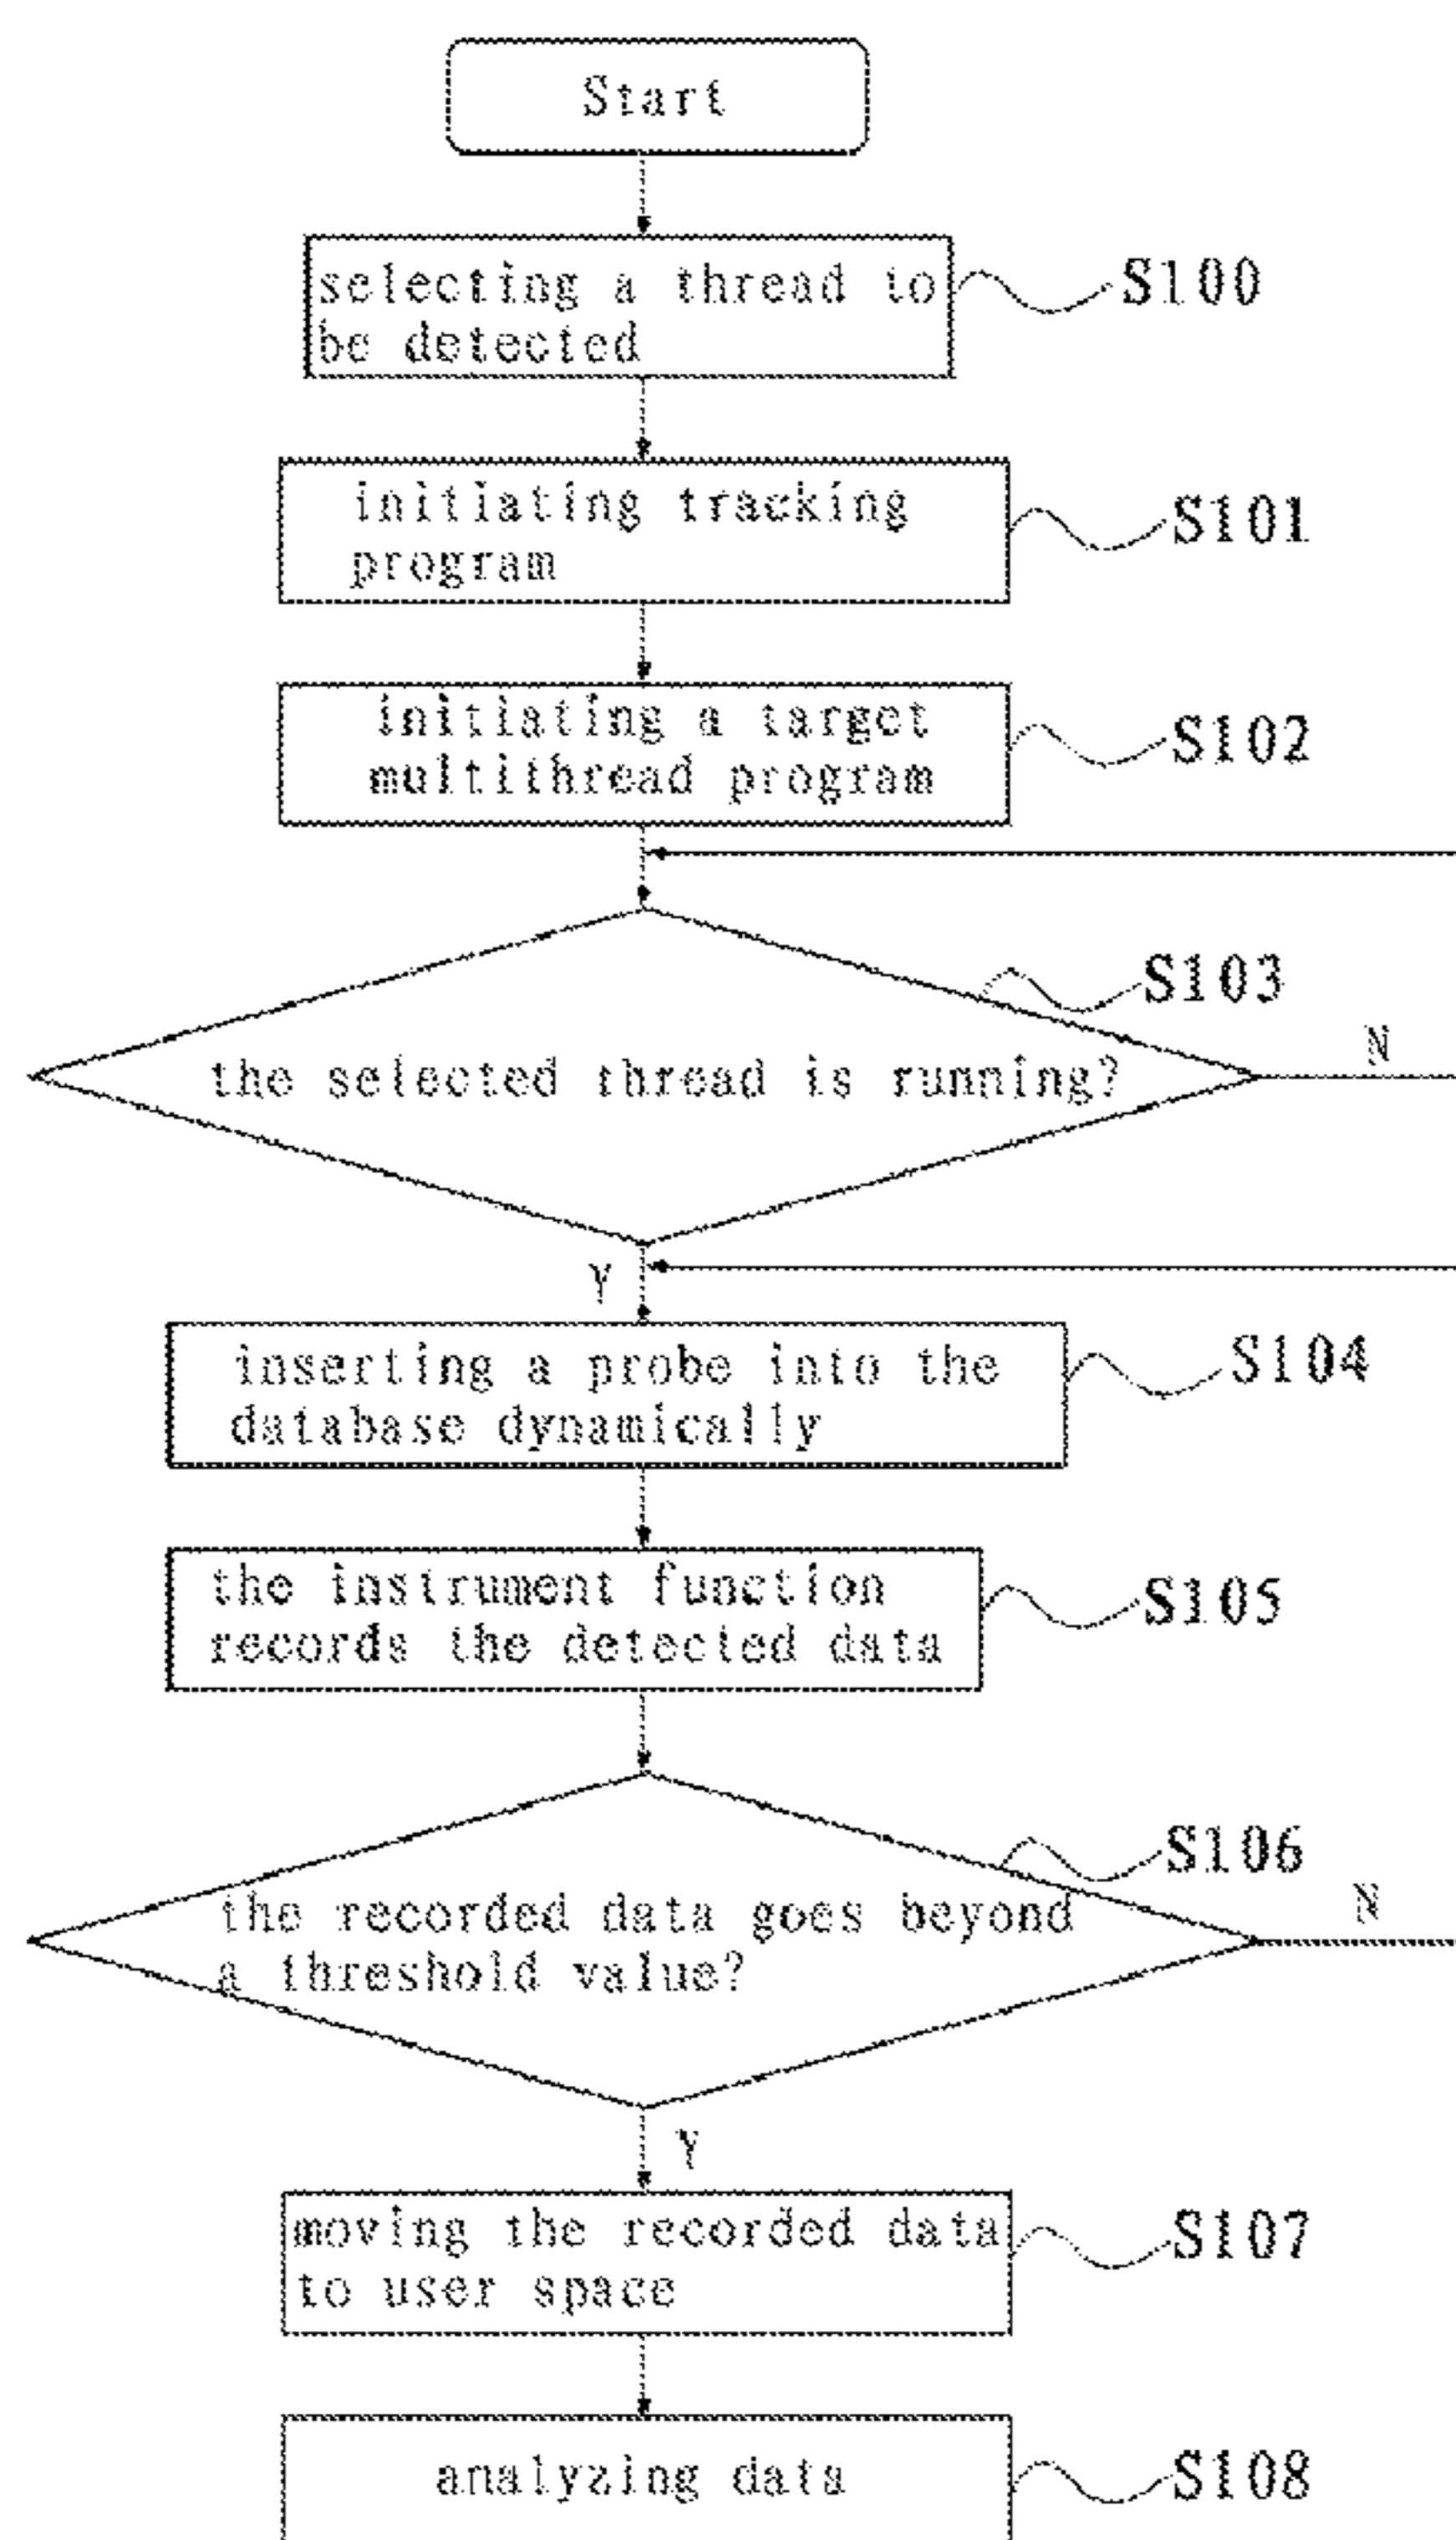 Start
selecting a thread to
be detected
S100
initiating tracking
program
S101
initiating a target
multithread program
S102
S103
the selected thread is running?
N
Y
inserting a probe into the
database dynamically
S104
the instrument function
records the detected data
S105
S106
the recorded data goes beyond
a threshold value?
N
Y
moving the recorded data
to user space
S107
analyzing data
S108